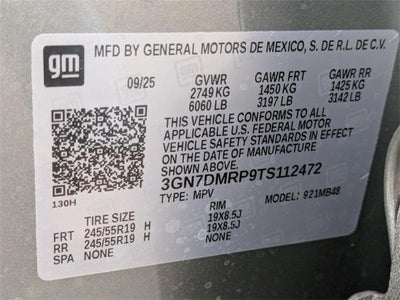 gm
MFD BY GENERAL MOTORS DE MEXICO, S. DE R.L. DE C.V.
09/25 GVWR GAWR FRT GAWR RR
2749 KG 1450 KG 1425 KG
6060 LB 3197 LB 3142 LB
THIS VEHICLE CONFORMS TO ALL
APPLICABLE U.S. FEDERAL MOTOR
VEHICLE SAFETY STANDARDS IN EFFECT
ON THE DATE OF MANUFACTURE
SHOWN ABOVE.
3GN7DMRP9TS112472
130H TYPE: MPV MODEL: 921MB48
TIRE SIZE RIM
FRT 245/55R19 H 19X8.5J
RR 245/55R19 H 19X8.5J
SPA NONE NONE